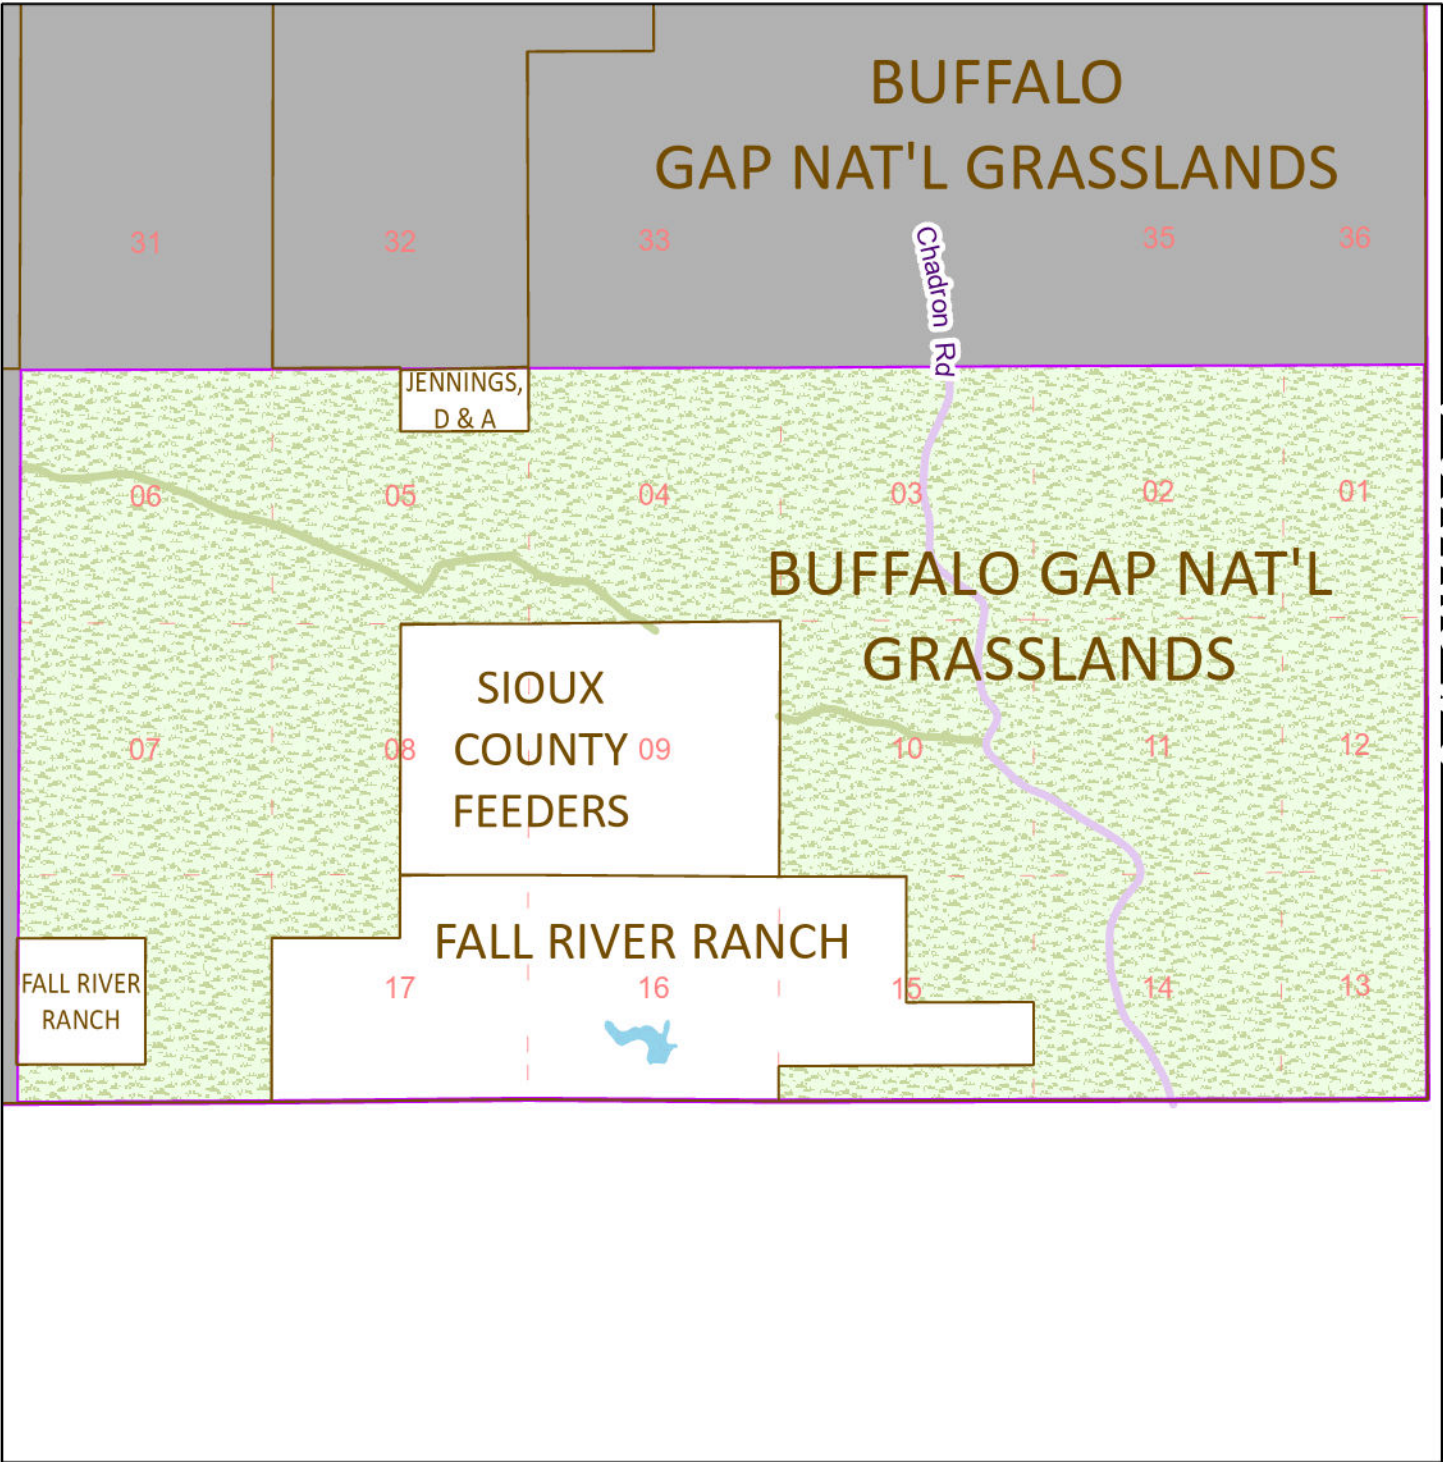 BUFFALO
GAP NAT'L GRASSLANDS
31
32
33
35
36
Chadron Rd
JENNINGS,
D & A
06
05
04
03
02
01
BUFFALO GAP NAT'L
GRASSLANDS
SIOUX
COUNTY
FEEDERS
07
08
09
10
11
12
FALL RIVER RANCH
FALL RIVER
RANCH
17
16
15
14
13